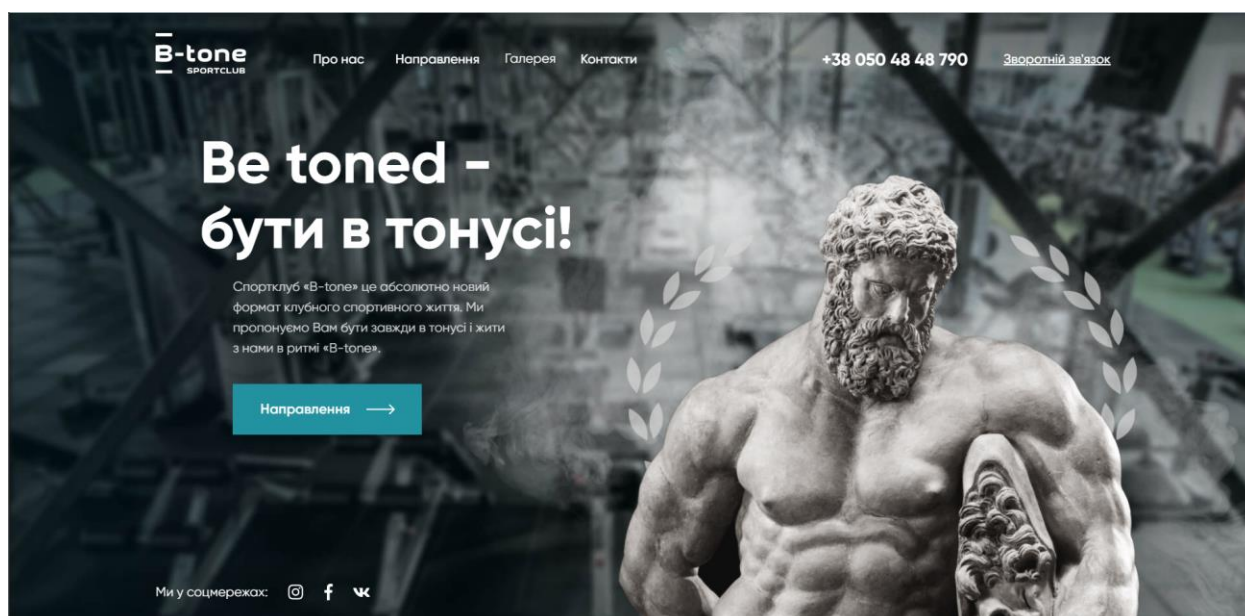 B-tone
SPORTCLUB
Про нас Направлення Галерея Контакти
+38 050 48 48 790 Зворотній зв'язок
Be toned -
бути в тонусі!
Спортклуб «B-tone» це абсолютно новий
формат клубного спортивного життя. Ми
пропонуємо Вам бути завжди в тонусі і жити
з нами в ритмі «B-tone».
Направлення
Ми у соцмережах: